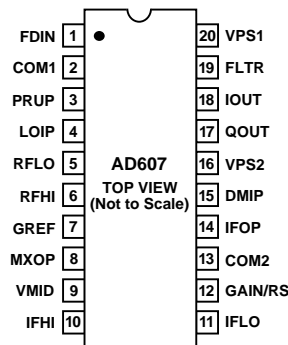 FDIN 1 20 VPS1
COM1 2 19 FLTR
PRUP 3 18 IOUT
LOIP 4 17 QOUT
RFLO 5 AD607 16 VPS2
RFHI 6 TOP VIEW 15 DMIP
(Not to Scale)
GREF 7 14 IFOP
MXOP 8 13 COM2
VMID 9 12 GAIN/RS
IFHI 10 11 IFLO